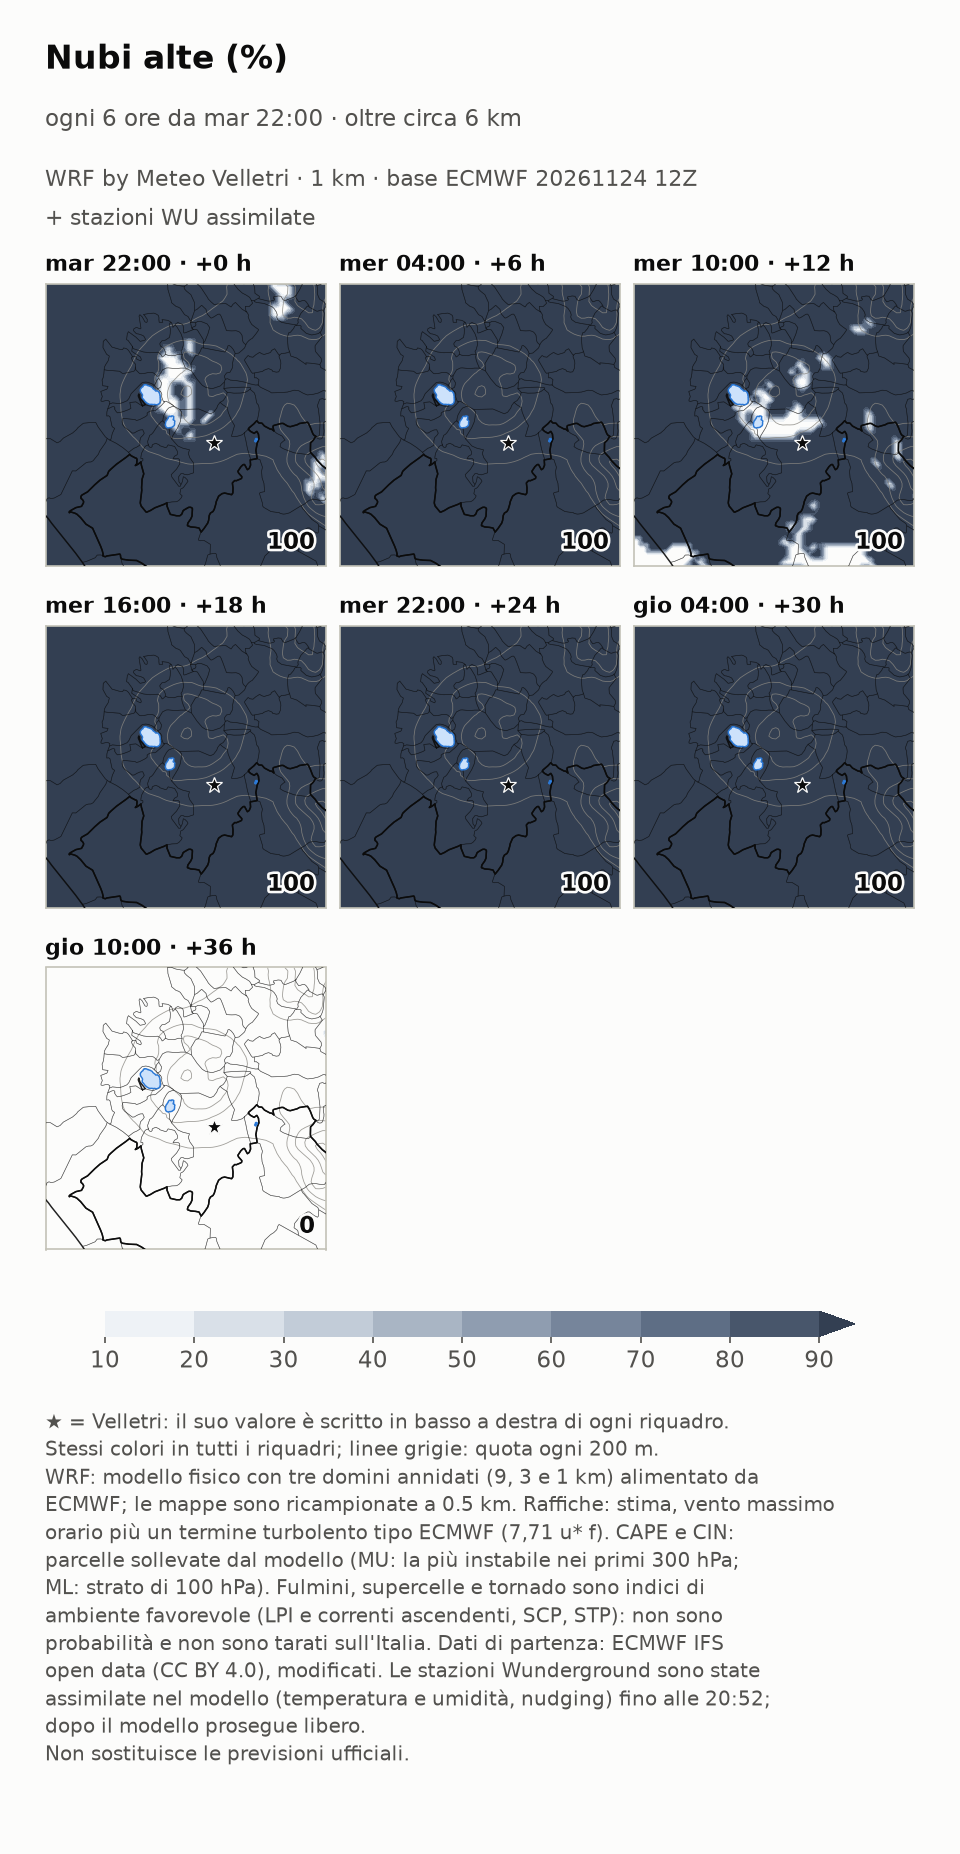 Nubi alte (%)
ogni 6 ore da mar 22:00 · oltre circa 6 km
WRF by Meteo Velletri · 1 km · base ECMWF 20261124 12Z
+ stazioni WU assimilate
mar 22:00 · +0 h
mer 04:00 · +6 h
mer 10:00 · +12 h
100
100
100
mer 16:00 · +18 h
mer 22:00 · +24 h
gio 04:00 · +30 h
100
100
100
gio 10:00 · +36 h
0
10 20 30 40 50 60 70 80 90
★ = Velletri: il suo valore è scritto in basso a destra di ogni riquadro.
Stessi colori in tutti i riquadri; linee grigie: quota ogni 200 m.
WRF: modello fisico con tre domini annidati (9, 3 e 1 km) alimentato da
ECMWF; le mappe sono ricampionate a 0.5 km. Raffiche: stima, vento massimo
orario più un termine turbolento tipo ECMWF (7,71 u* f). CAPE e CIN:
parcelle sollevate dal modello (MU: la più instabile nei primi 300 hPa;
ML: strato di 100 hPa). Fulmini, supercelle e tornado sono indici di
ambiente favorevole (LPI e correnti ascendenti, SCP, STP): non sono
probabilità e non sono tarati sull'Italia. Dati di partenza: ECMWF IFS
open data (CC BY 4.0), modificati. Le stazioni Wunderground sono state
assimilate nel modello (temperatura e umidità, nudging) fino alle 20:52;
dopo il modello prosegue libero.
Non sostituisce le previsioni ufficiali.